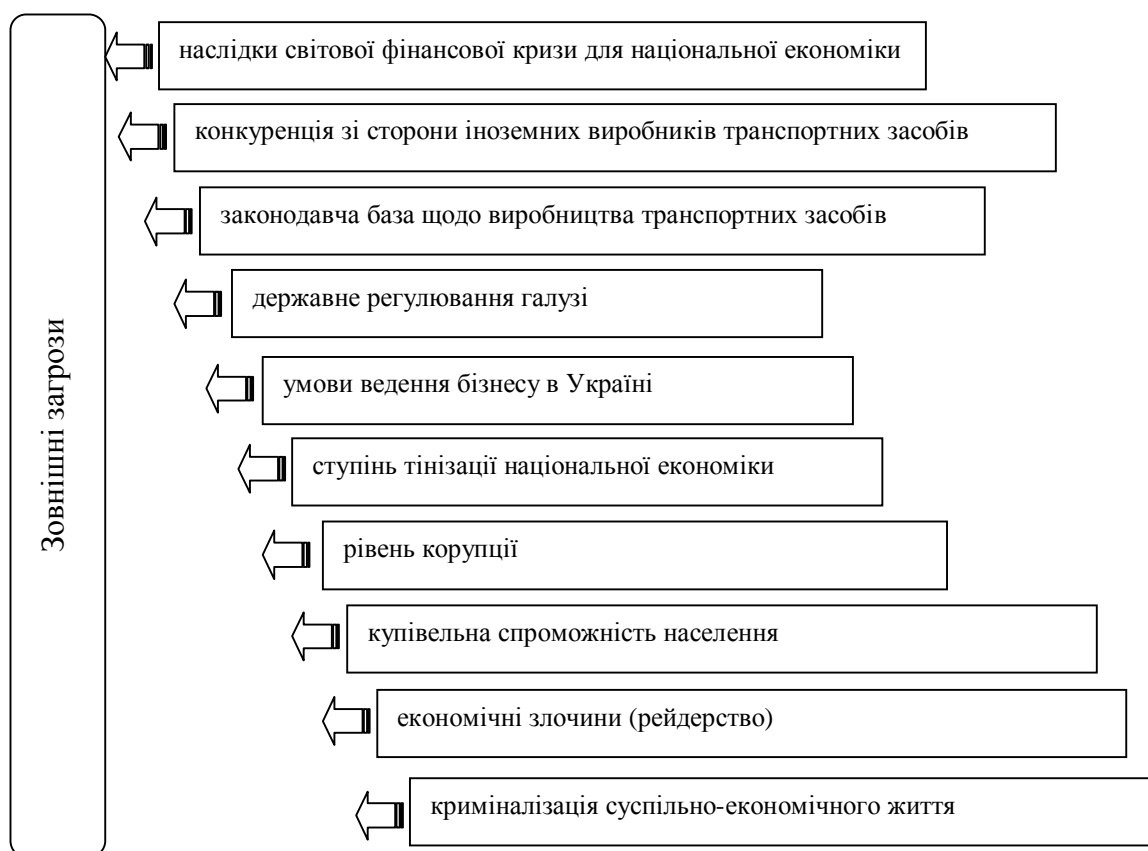 Зовнішні загрози
наслідки світової фінансової кризи для національної економіки
конкуренція зі сторони іноземних виробників транспортних засобів
законодавча база щодо виробництва транспортних засобів
державне регулювання галузі
умови ведення бізнесу в Україні
ступінь тінізації національної економіки
рівень корупції
купівельна спроможність населення
економічні злочини (рейдерство)
криміналізація суспільно-економічного життя